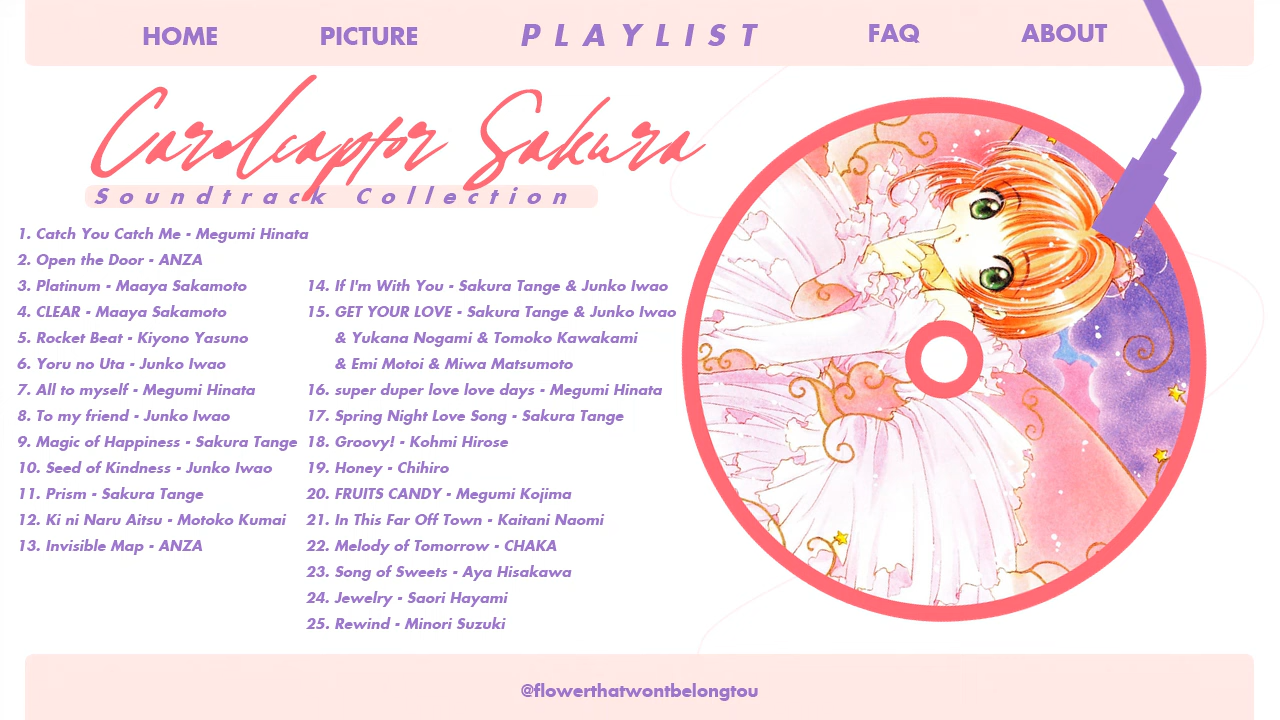 HOME PICTURE PLAYLIST FAQ ABOUT
Cardcaptor Sakura
Soundtrack Collection
1. Catch You Catch Me - Megumi Hinata
2. Open the Door - ANZA
3. Platinum - Maaya Sakamoto
4. CLEAR - Maaya Sakamoto
5. Rocket Beat - Kiyono Yasuno
6. Yoru no Uta - Junko Iwao
7. All to myself - Megumi Hinata
8. To my friend - Junko Iwao
9. Magic of Happiness - Sakura Tange
10. Seed of Kindness - Junko Iwao
11. Prism - Sakura Tange
12. Ki ni Naru Aitsu - Motoko Kumai
13. Invisible Map - ANZA
14. If I'm With You - Sakura Tange & Junko Iwao
15. GET YOUR LOVE - Sakura Tange & Junko Iwao
& Yukana Nogami & Tomoko Kawakami
& Emi Motoi & Miwa Matsumoto
16. super duper love love days - Megumi Hinata
17. Spring Night Love Song - Sakura Tange
18. Groovy! - Kohmi Hirose
19. Honey - Chihiro
20. FRUITS CANDY - Megumi Kojima
21. In This Far Off Town - Kaitani Naomi
22. Melody of Tomorrow - CHAKA
23. Song of Sweets - Aya Hisakawa
24. Jewelry - Saori Hayami
25. Rewind - Minori Suzuki
@flowerthatwontbelongtou